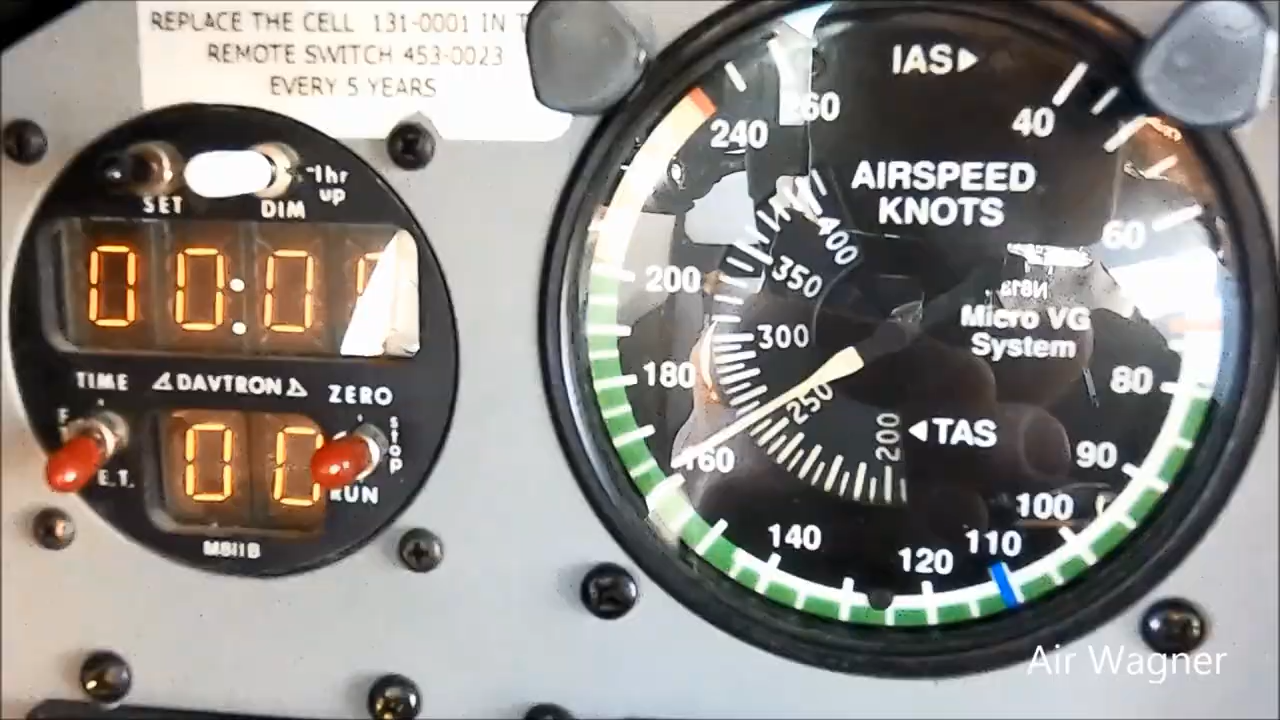 REPLACE THE CELL 131-0001 IN T
REMOTE SWITCH 453-0023
EVERY 5 YEARS
SET
DIM
1hr
up
00:0
TIME
DAVTRON
ZERO
E.T.
00
STOP
RUN
M811B
IAS
40
60
80
90
100
110
120
140
160
180
200
240
260
AIRSPEED
KNOTS
Micro VG
System
400
350
300
250
200
TAS
Air Wagner